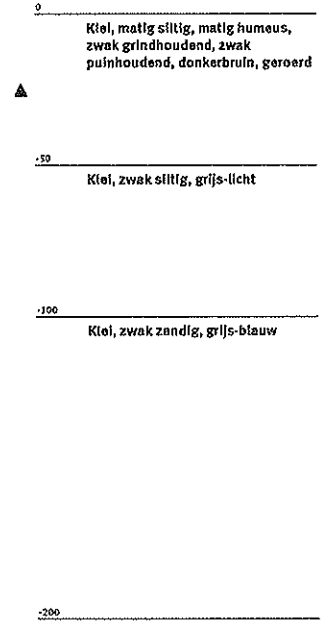 0
Klei, matig siltig, matig humeus,
zwak grindhoudend, zwak
puinhoudend, donkerbruin, geroerd
-50
Klei, zwak siltig, grijs-licht
-100
Klei, zwak zandig, grijs-blauw
-200